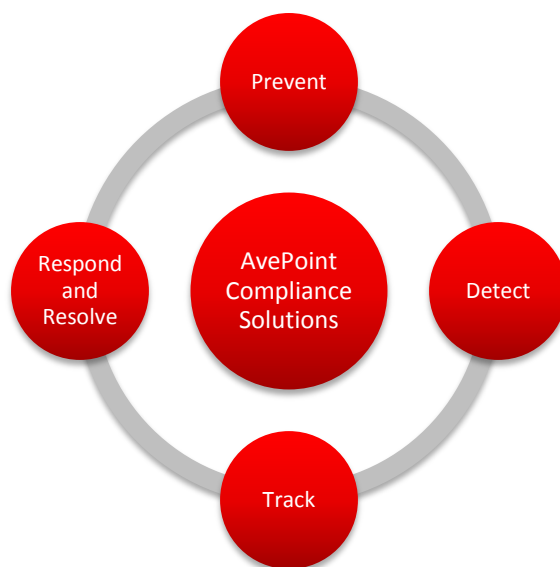 Prevent
AvePoint
Compliance
Solutions
Respond
and
Resolve
Detect
Track